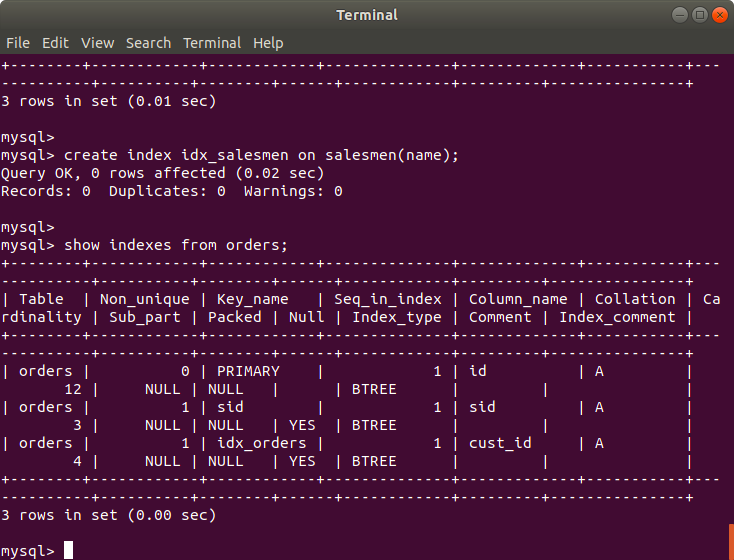 Terminal
File Edit View Search Terminal Help
+--------+------------+------------+--------------+-------------+-----------+---
----------+----------+--------+------+------------+---------+---------------+
3 rows in set (0.01 sec)
mysql>
mysql> create index idx_salesmen on salesmen(name);
Query OK, 0 rows affected (0.02 sec)
Records: 0  Duplicates: 0  Warnings: 0
mysql>
mysql> show indexes from orders;
+--------+------------+------------+--------------+-------------+-----------+---
----------+----------+--------+------+------------+---------+---------------+
| Table  | Non_unique | Key_name   | Seq_in_index | Column_name | Collation | Ca
rdinality | Sub_part | Packed | Null | Index_type | Comment | Index_comment |
+--------+------------+------------+--------------+-------------+-----------+---
----------+----------+--------+------+------------+---------+---------------+
| orders |          0 | PRIMARY    |            1 | id          | A         |
       12 |     NULL | NULL   |      | BTREE      |         |               |
| orders |          1 | sid        |            1 | sid         | A         |
        3 |     NULL | NULL   | YES  | BTREE      |         |               |
| orders |          1 | idx_orders |            1 | cust_id     | A         |
        4 |     NULL | NULL   | YES  | BTREE      |         |               |
+--------+------------+------------+--------------+-------------+-----------+---
----------+----------+--------+------+------------+---------+---------------+
3 rows in set (0.00 sec)
mysql>